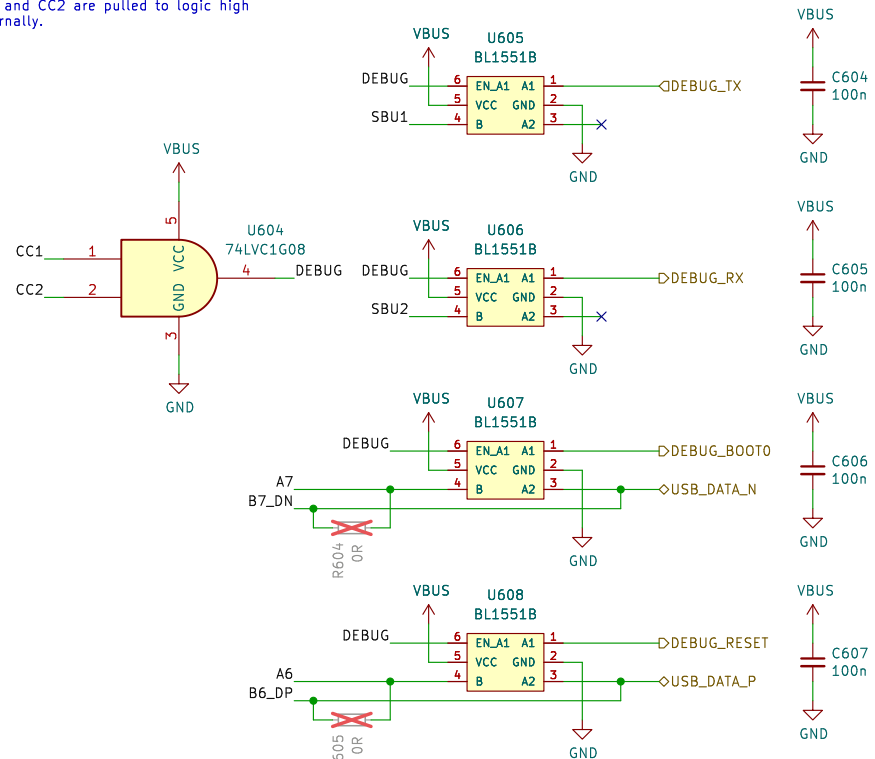 and CC2 are pulled to logic high
rnally.
VBUS
U605
BL1551B
DEBUG
6
EN_A1
A1
1
DEBUG_TX
5
VCC
GND
2
SBU1
4
B
A2
3
GND
VBUS
C604
100n
GND
VBUS
5
U604
74LVC1G08
CC1
1
VCC
4
DEBUG
CC2
2
GND
3
GND
VBUS
U606
BL1551B
DEBUG
6
EN_A1
A1
1
DEBUG_RX
5
VCC
GND
2
SBU2
4
B
A2
3
GND
VBUS
C605
100n
GND
VBUS
U607
BL1551B
DEBUG
6
EN_A1
A1
1
DEBUG_BOOT0
5
VCC
GND
2
A7
4
B
A2
3
USB_DATA_N
B7_DN
R604
0R
GND
VBUS
C606
100n
GND
VBUS
U608
BL1551B
DEBUG
6
EN_A1
A1
1
DEBUG_RESET
5
VCC
GND
2
A6
4
B
A2
3
USB_DATA_P
B6_DP
605
0R
GND
VBUS
C607
100n
GND